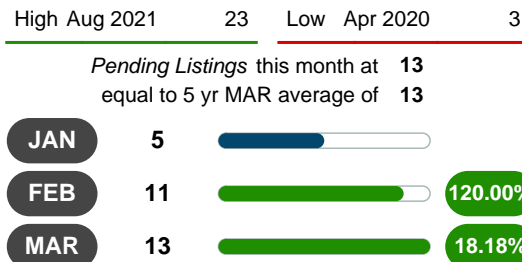 High Aug 2021 23 Low Apr 2020 3
Pending Listings this month at 13
equal to 5 yr MAR average of 13
JAN 5
FEB 11 120.00%
MAR 13 18.18%